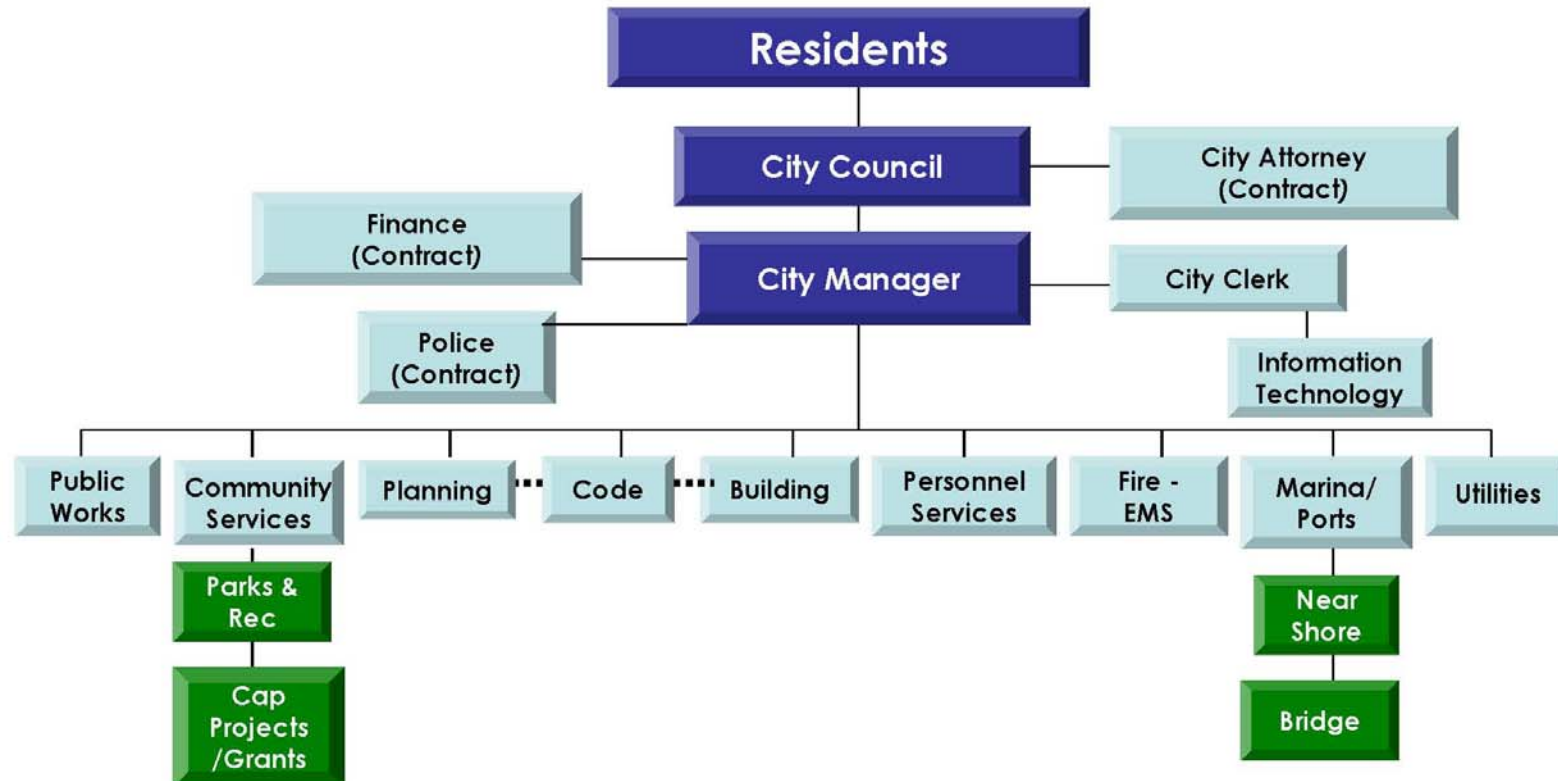 Residents
City Council
City Attorney
(Contract)
Finance
(Contract)
City Manager
City Clerk
Police
(Contract)
Information
Technology
Public
Works
Community
Services
Planning
Code
Building
Personnel
Services
Fire -
EMS
Marina/
Ports
Utilities
Parks &
Rec
Near
Shore
Cap
Projects
/Grants
Bridge